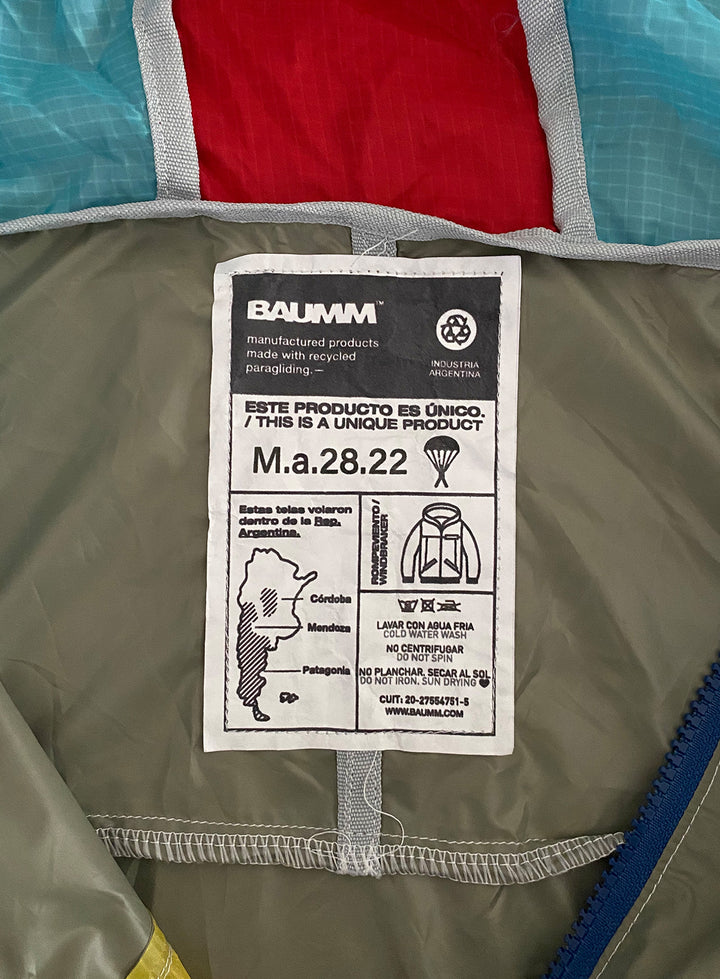 BAUMM™
manufactured products
made with recycled
paragliding.—
INDUSTRIA
ARGENTINA
ESTE PRODUCTO ES ÚNICO.
/ THIS IS A UNIQUE PRODUCT
M.a.28.22
Estas telas volaron
dentro de la Rep.
Argentina.
Córdoba
Mendoza
Patagonia
ROMPEVIENTO /
WINDBREAKER
LAVAR CON AGUA FRIA
COLD WATER WASH
NO CENTRIFUGAR
DO NOT SPIN
NO PLANCHAR. SECAR AL SOL
DO NOT IRON. SUN DRYING
CUIT: 20-27554751-5
WWW.BAUMM.COM